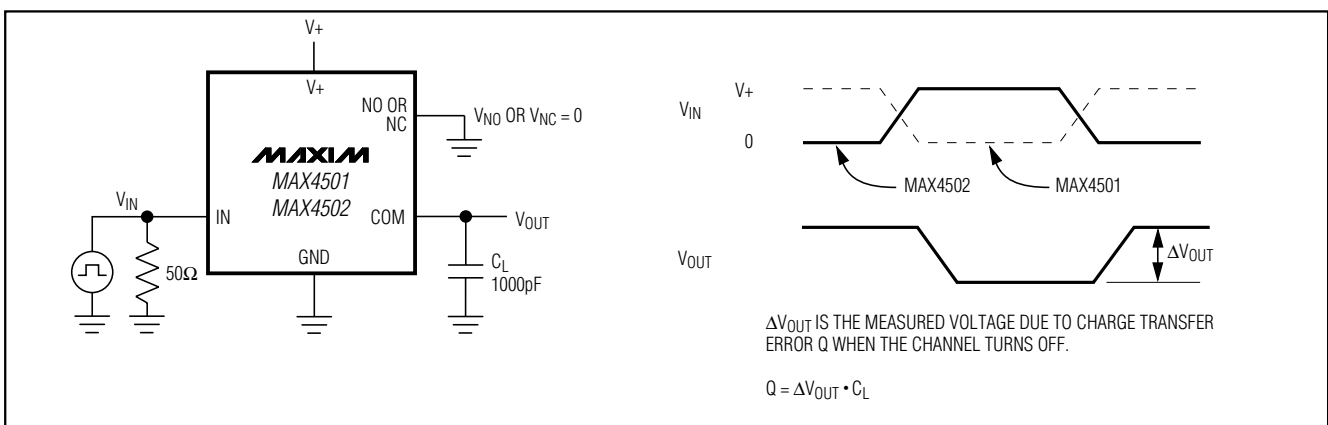 V+
V+
NO OR
NC
V_NO OR V_NC = 0
MAXIM
MAX4501
MAX4502
V_IN
IN
COM
V_OUT
GND
50Ω
C_L
1000pF
V_IN
V+
0
MAX4502
MAX4501
V_OUT
ΔV_OUT
ΔV_OUT IS THE MEASURED VOLTAGE DUE TO CHARGE TRANSFER
ERROR Q WHEN THE CHANNEL TURNS OFF.
Q = ΔV_OUT • C_L